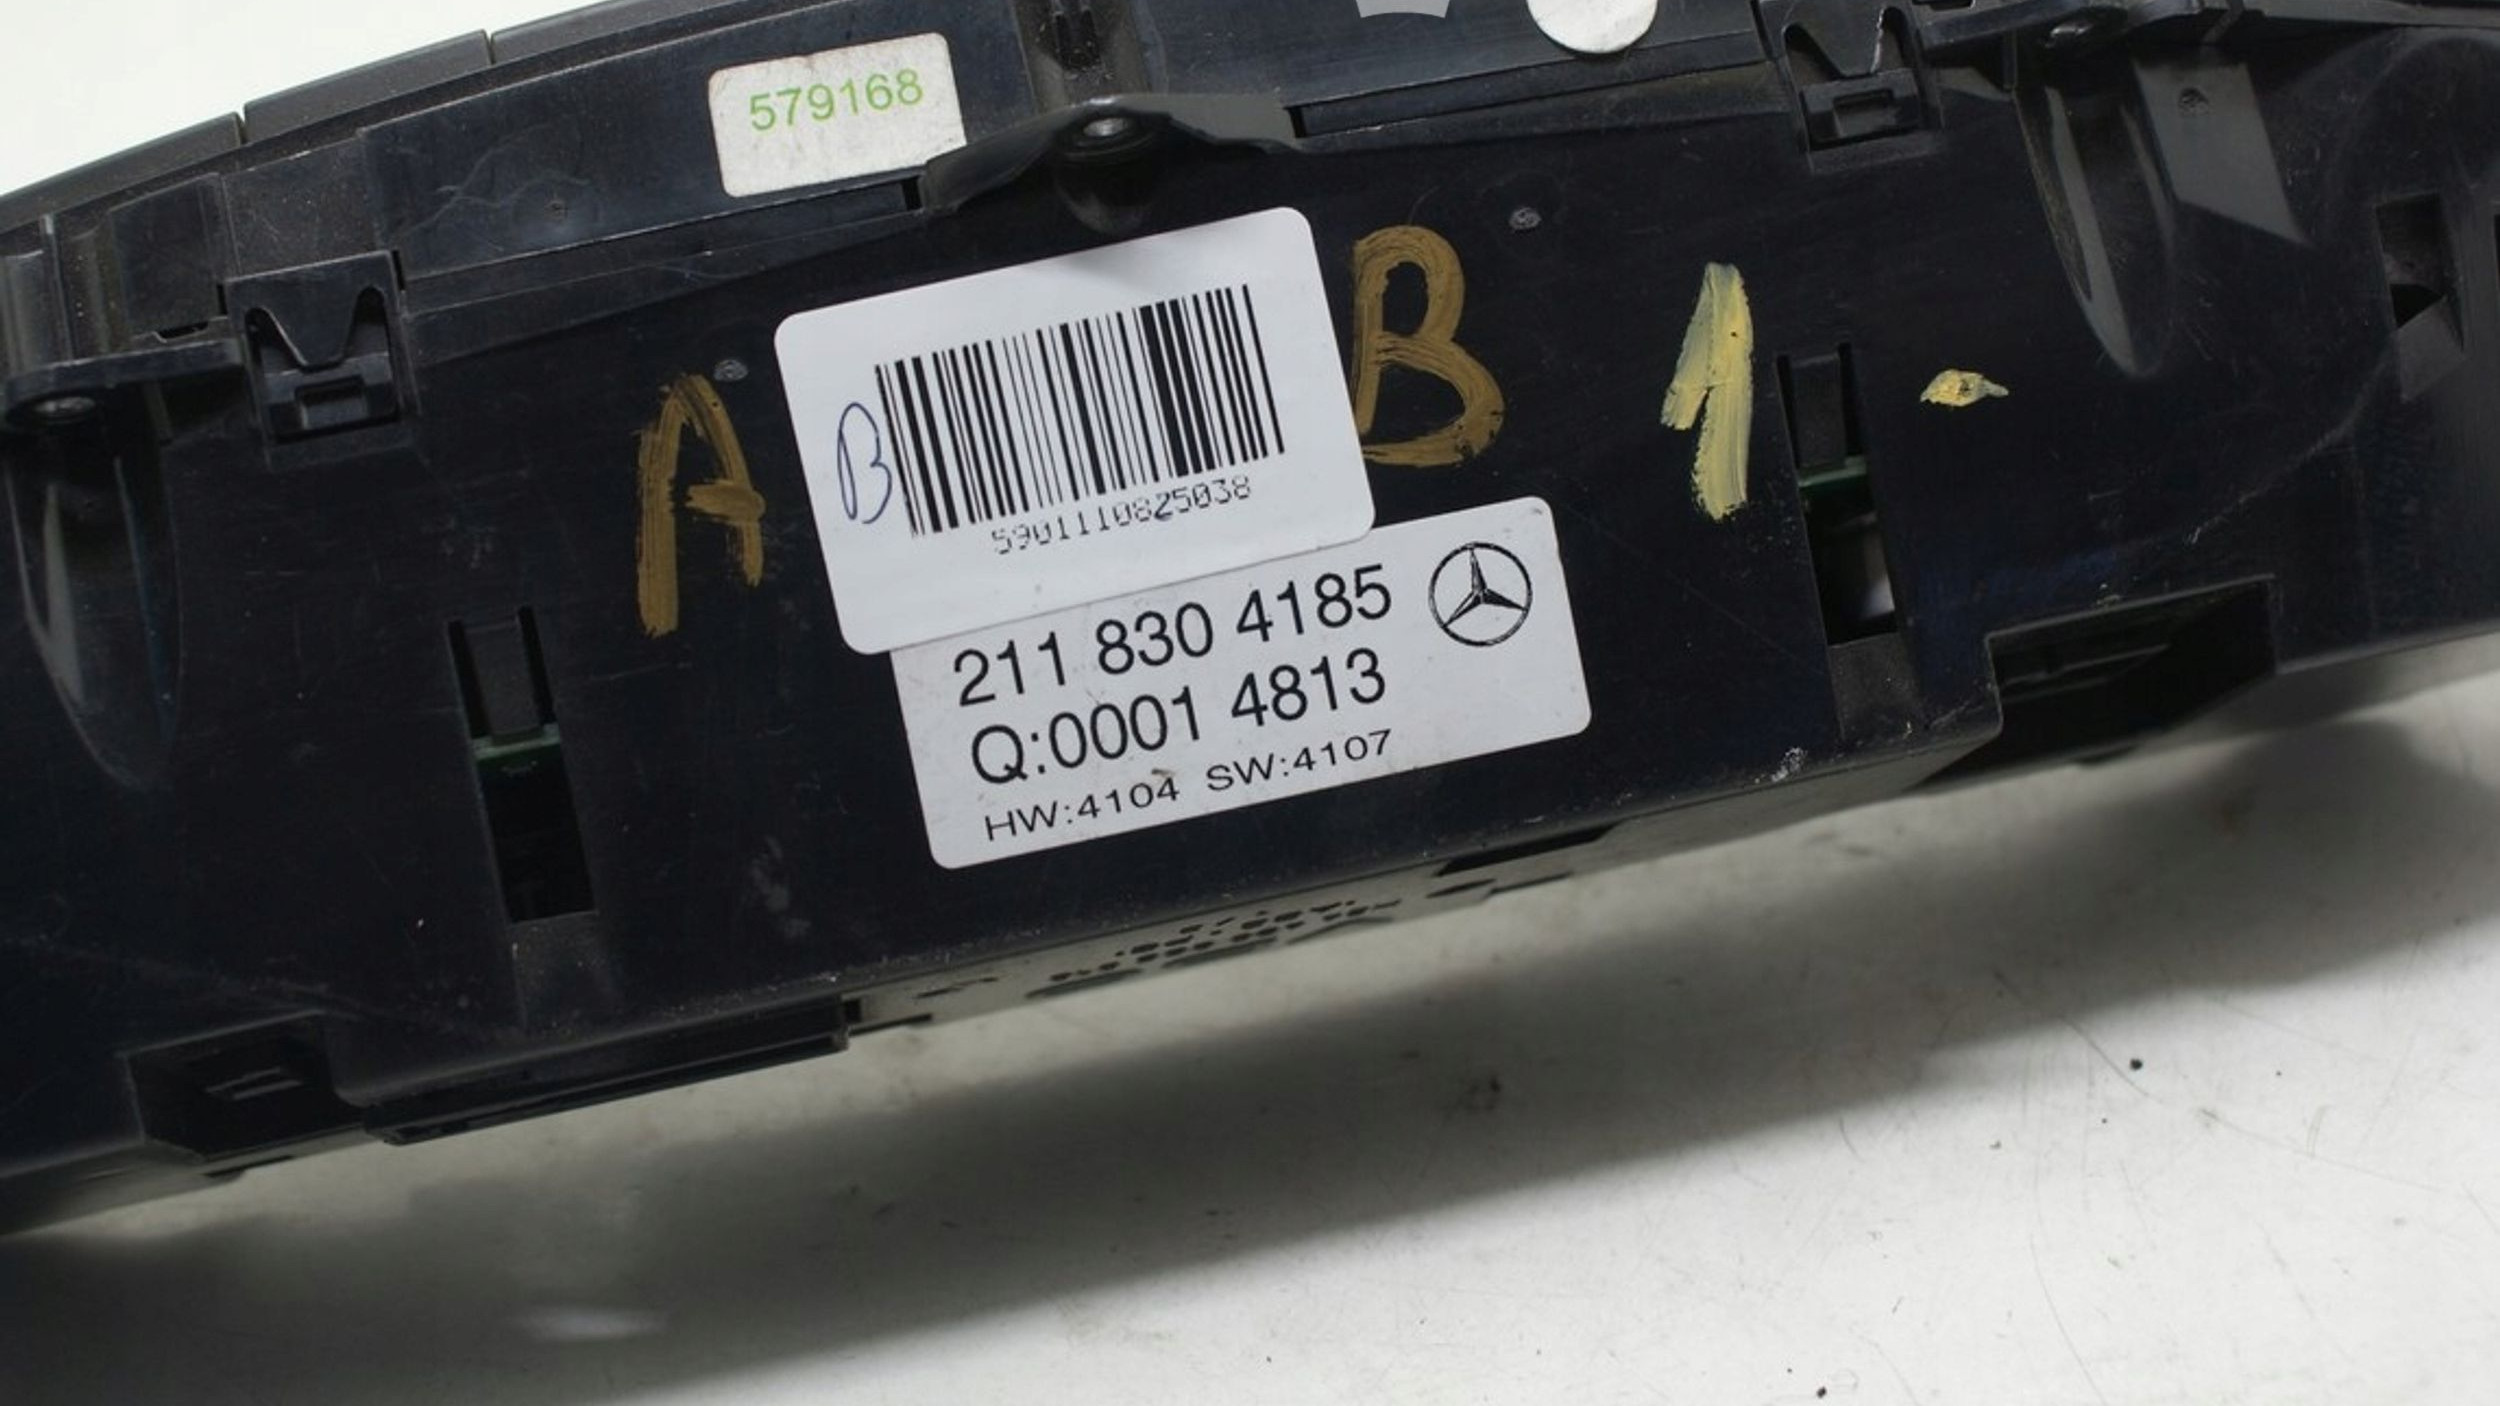 579168
A
B
1-
B
5901110825038
211 830 4185
Q:0001 4813
HW:4104 SW:4107